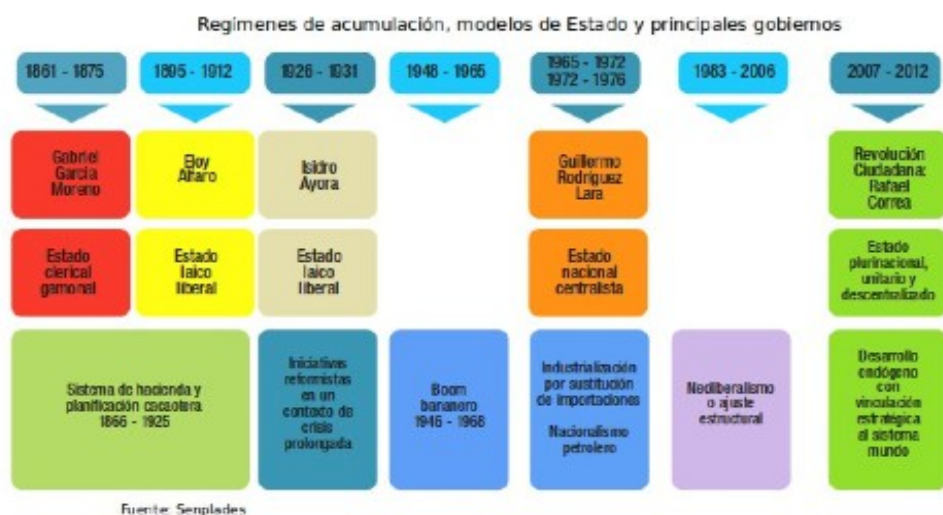 Regímenes de acumulación, modelos de Estado y principales gobiernos
1861 - 1875
1895 - 1912
1926 - 1931
1948 - 1965
1965 - 1972
1972 - 1976
1983 - 2006
2007 - 2012
Gabriel
García
Moreno
Eloy
Alfaro
Isidro
Ayora
Guillermo
Rodríguez
Lara
Revolución
Ciudadana:
Rafael
Correa
Estado
clerical
gamonal
Estado
laico
liberal
Estado
laico
liberal
Estado
nacional
centralista
Estado
plurinacional,
unitario y
descentralizado
Sistema de hacienda y
planificación cacaotera
1866 - 1925
Iniciativas
reformistas
en un
contexto de
crisis
prolongada
Boom
bananero
1946 - 1968
Industrialización
por sustitución
de importaciones
Nacionalismo
petrolero
Neoliberalismo
o ajuste
estructural
Desarrollo
endógeno
con
vinculación
estratégica
al sistema
mundo
Fuente: Senplades